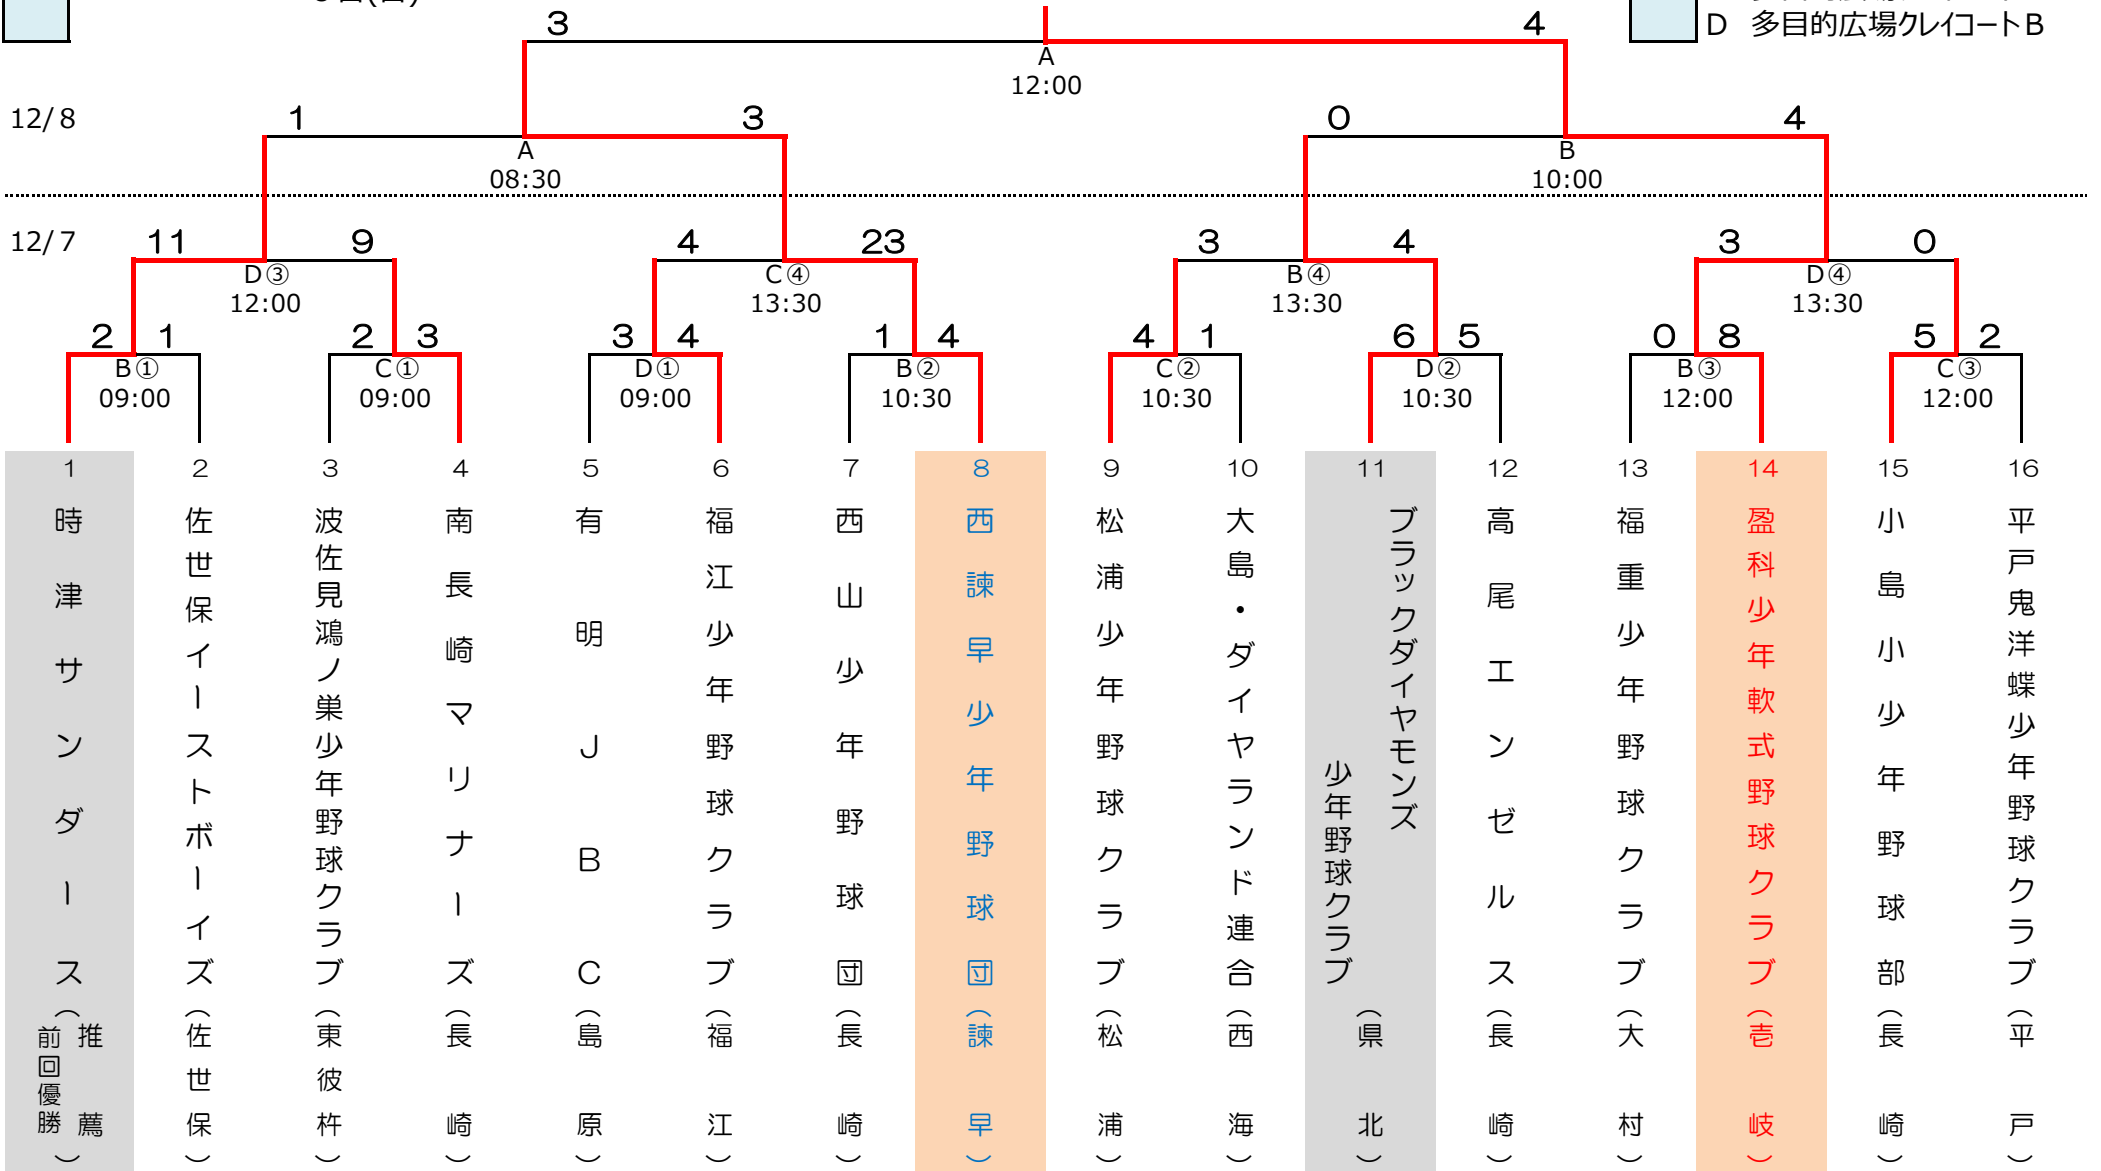 D 多目的広場クレイコートB
3 4
A
12:00
12/8
1 3 0 4
A B
08:30 10:00
12/7
11 9 4 23 3 4 3 0
D③ C④ B④ D④
12:00 13:30 13:30 13:30
2 1 2 3 3 4 1 4 4 1 6 5 0 8 5 2
B① C① D① B② C② D② B③ C③
09:00 09:00 09:00 10:30 10:30 10:30 12:00 12:00
1 時津サンダース(推薦 前回優勝)
2 佐世保イーストボーイズ(佐世保)
3 波佐見鴻ノ巣少年野球クラブ(東彼杵)
4 南長崎マリナーズ(長崎)
5 有明JBC(島原)
6 福江少年野球クラブ(福江)
7 西山少年野球団(長崎)
8 西諫早少年野球団(諫早)
9 松浦少年野球クラブ(松浦)
10 大島・ダイヤランド連合(西海)
11 ブラックダイヤモンズ
少年野球クラブ(県北)
12 高尾エンゼルス(長崎)
13 福重少年野球クラブ(大村)
14 盈科少年軟式野球クラブ(壱岐)
15 小島小少年野球部(長崎)
16 平戸鬼洋蝶少年野球クラブ(平戸)